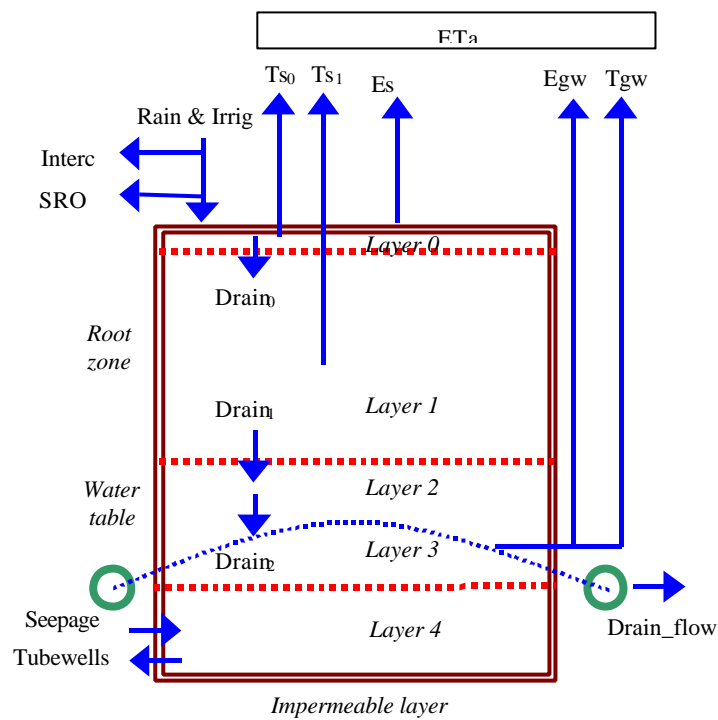 ETa
Ts0 Ts1 Es Egw Tgw
Rain & Irrig
Interc
SRO
Layer 0
Drain0
Root
zone
Drain1
Layer 1
Water
table
Layer 2
Layer 3
Drain2
Seepage
Layer 4
Drain_flow
Tubewells
Impermeable layer